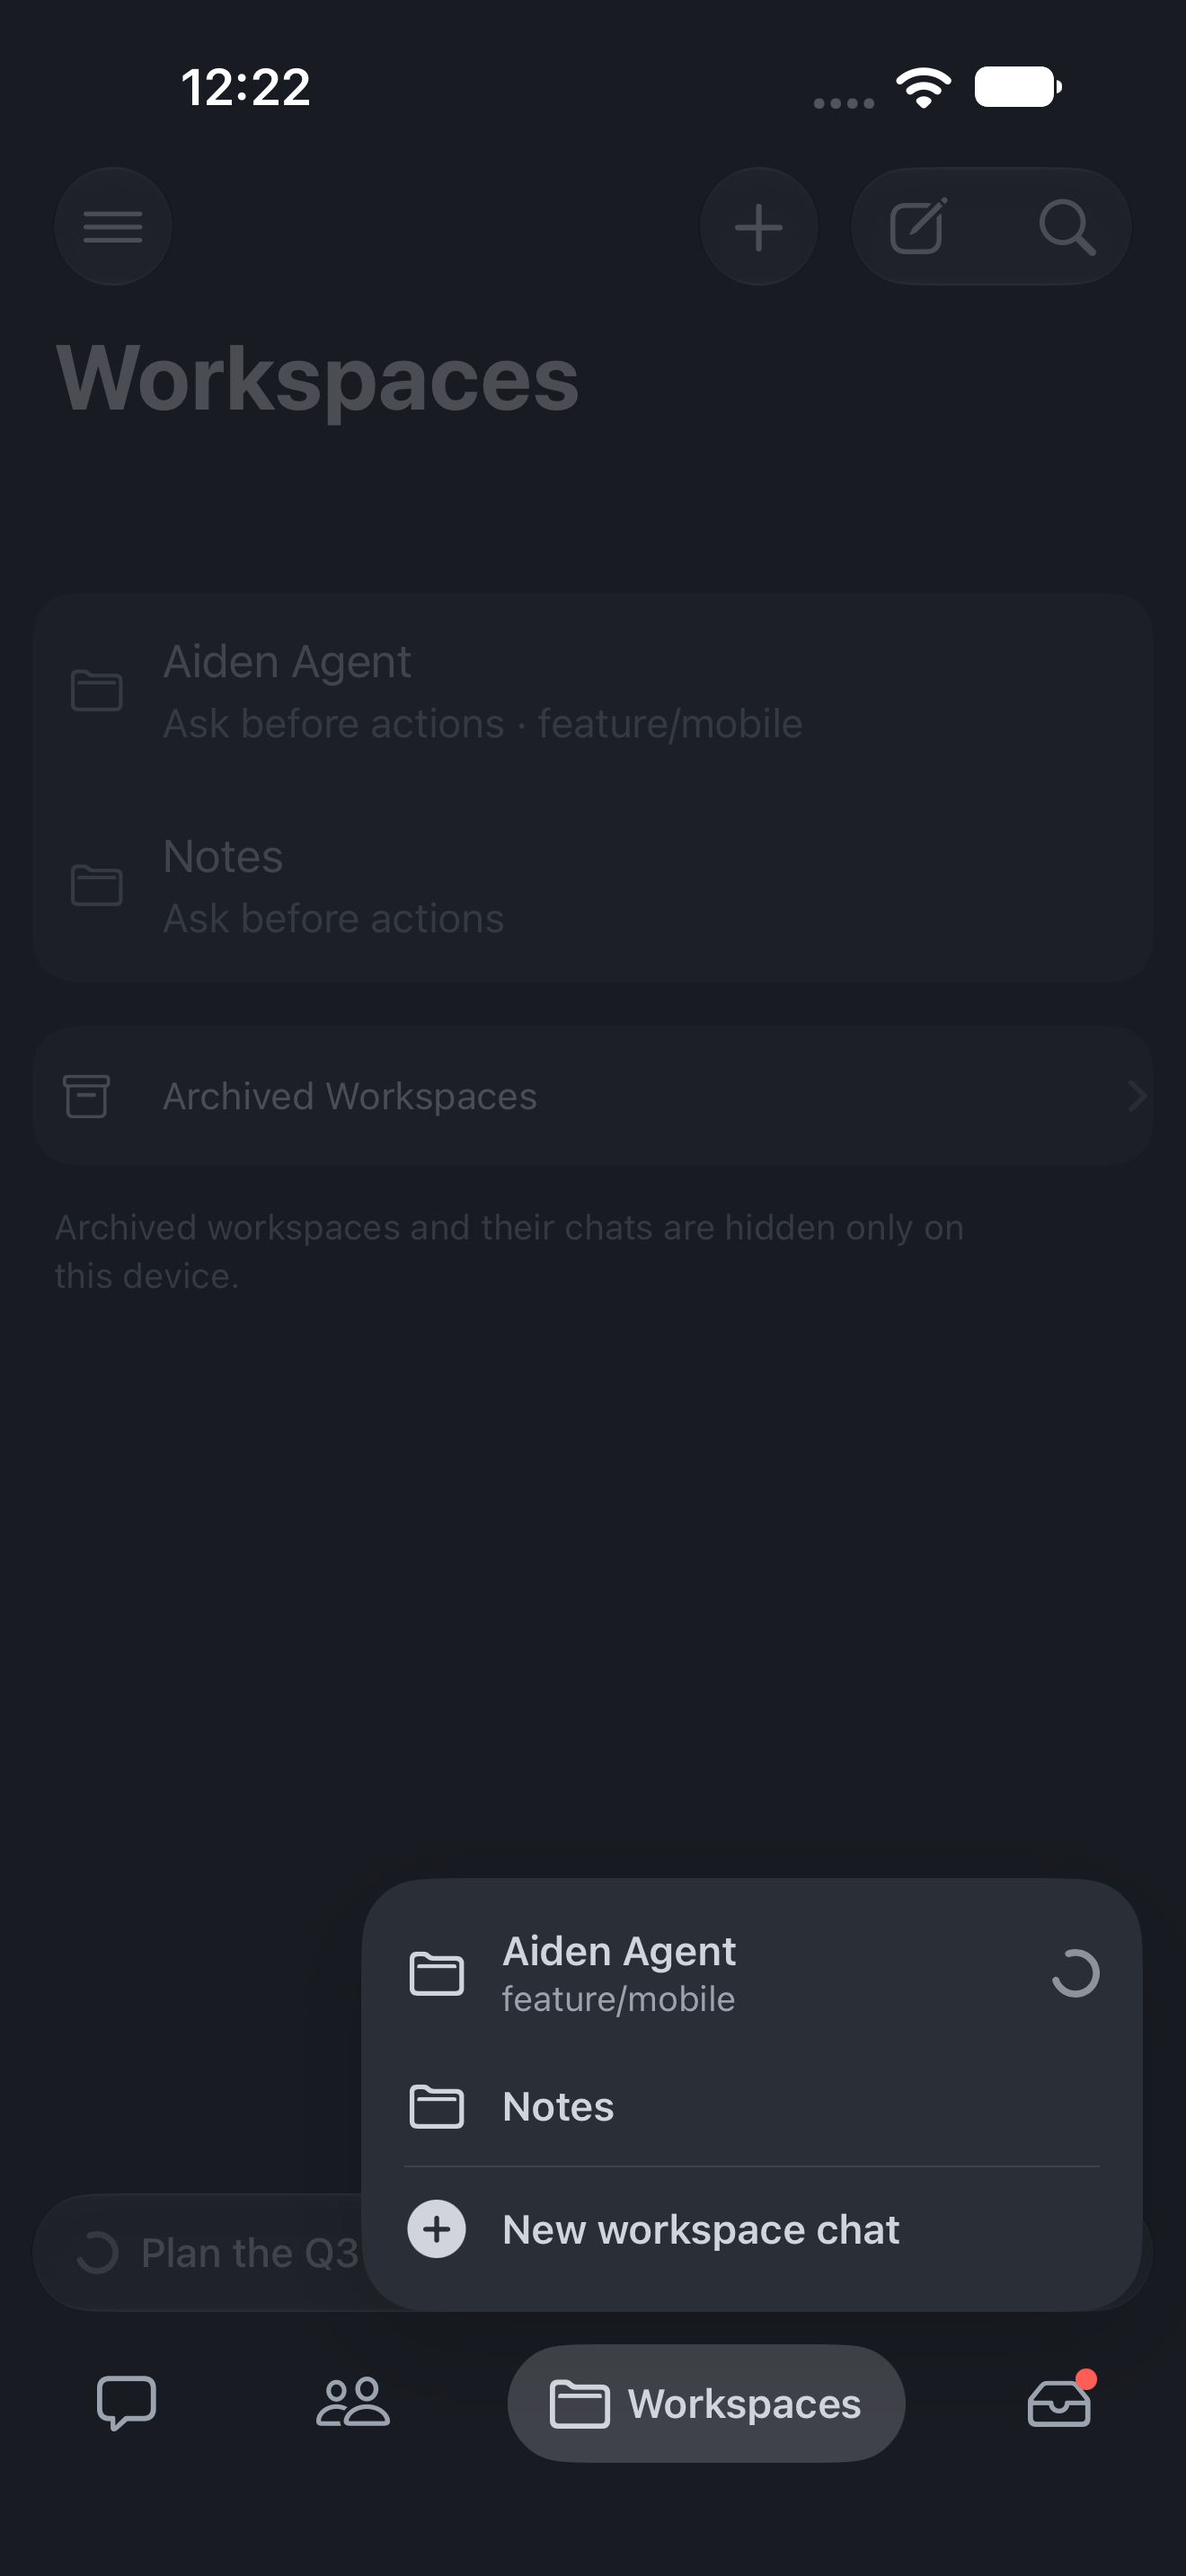 12:22
Workspaces
Aiden Agent
Ask before actions · feature/mobile
Notes
Ask before actions
Archived Workspaces
Archived workspaces and their chats are hidden only on
this device.
Aiden Agent
feature/mobile
Notes
New workspace chat
Plan the Q3
Workspaces